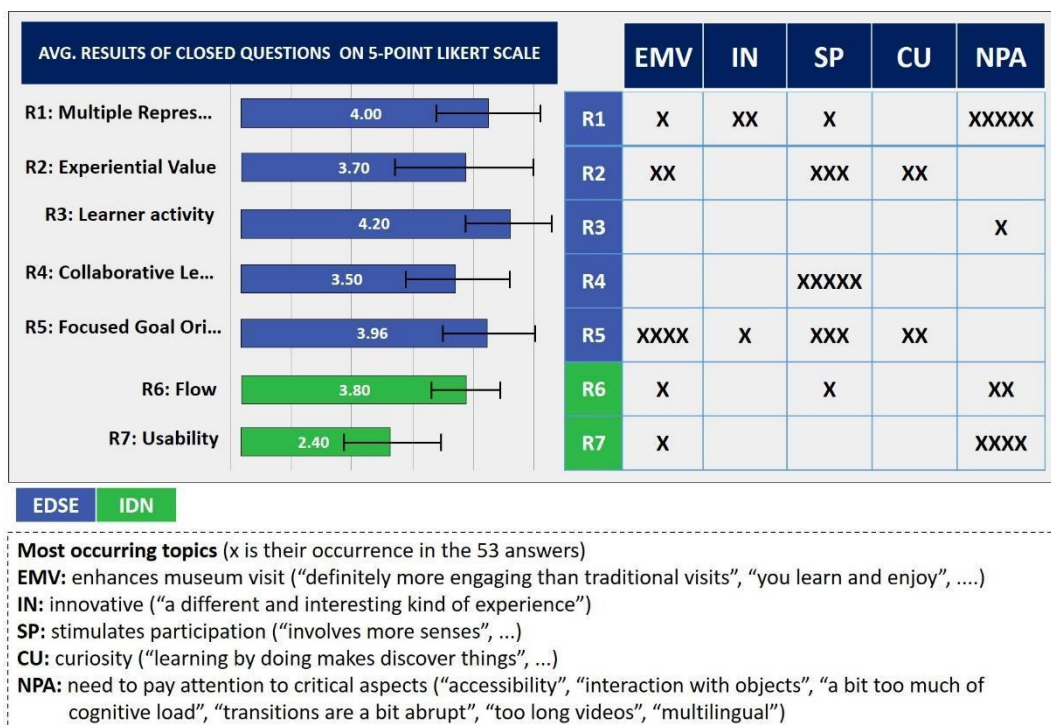 AVG. RESULTS OF CLOSED QUESTIONS ON 5-POINT LIKERT SCALE
R1: Multiple Repres... 4.00
R2: Experiential Value 3.70
R3: Learner activity 4.20
R4: Collaborative Le... 3.50
R5: Focused Goal Ori... 3.96
R6: Flow 3.80
R7: Usability 2.40
EMV IN SP CU NPA
R1 X XX X XXXXX
R2 XX XXX XX
R3 X
R4 XXXXX
R5 XXXX X XXX XX
R6 X X XX
R7 X XXXX
EDSE IDN
Most occurring topics (x is their occurrence in the 53 answers)
EMV: enhances museum visit (“definitely more engaging than traditional visits”, “you learn and enjoy”, ....)
IN: innovative (“a different and interesting kind of experience”)
SP: stimulates participation (“involves more senses”, ...)
CU: curiosity (“learning by doing makes discover things”, ...)
NPA: need to pay attention to critical aspects (“accessibility”, “interaction with objects”, “a bit too much of
cognitive load”, “transitions are a bit abrupt”, “too long videos”, “multilingual”)